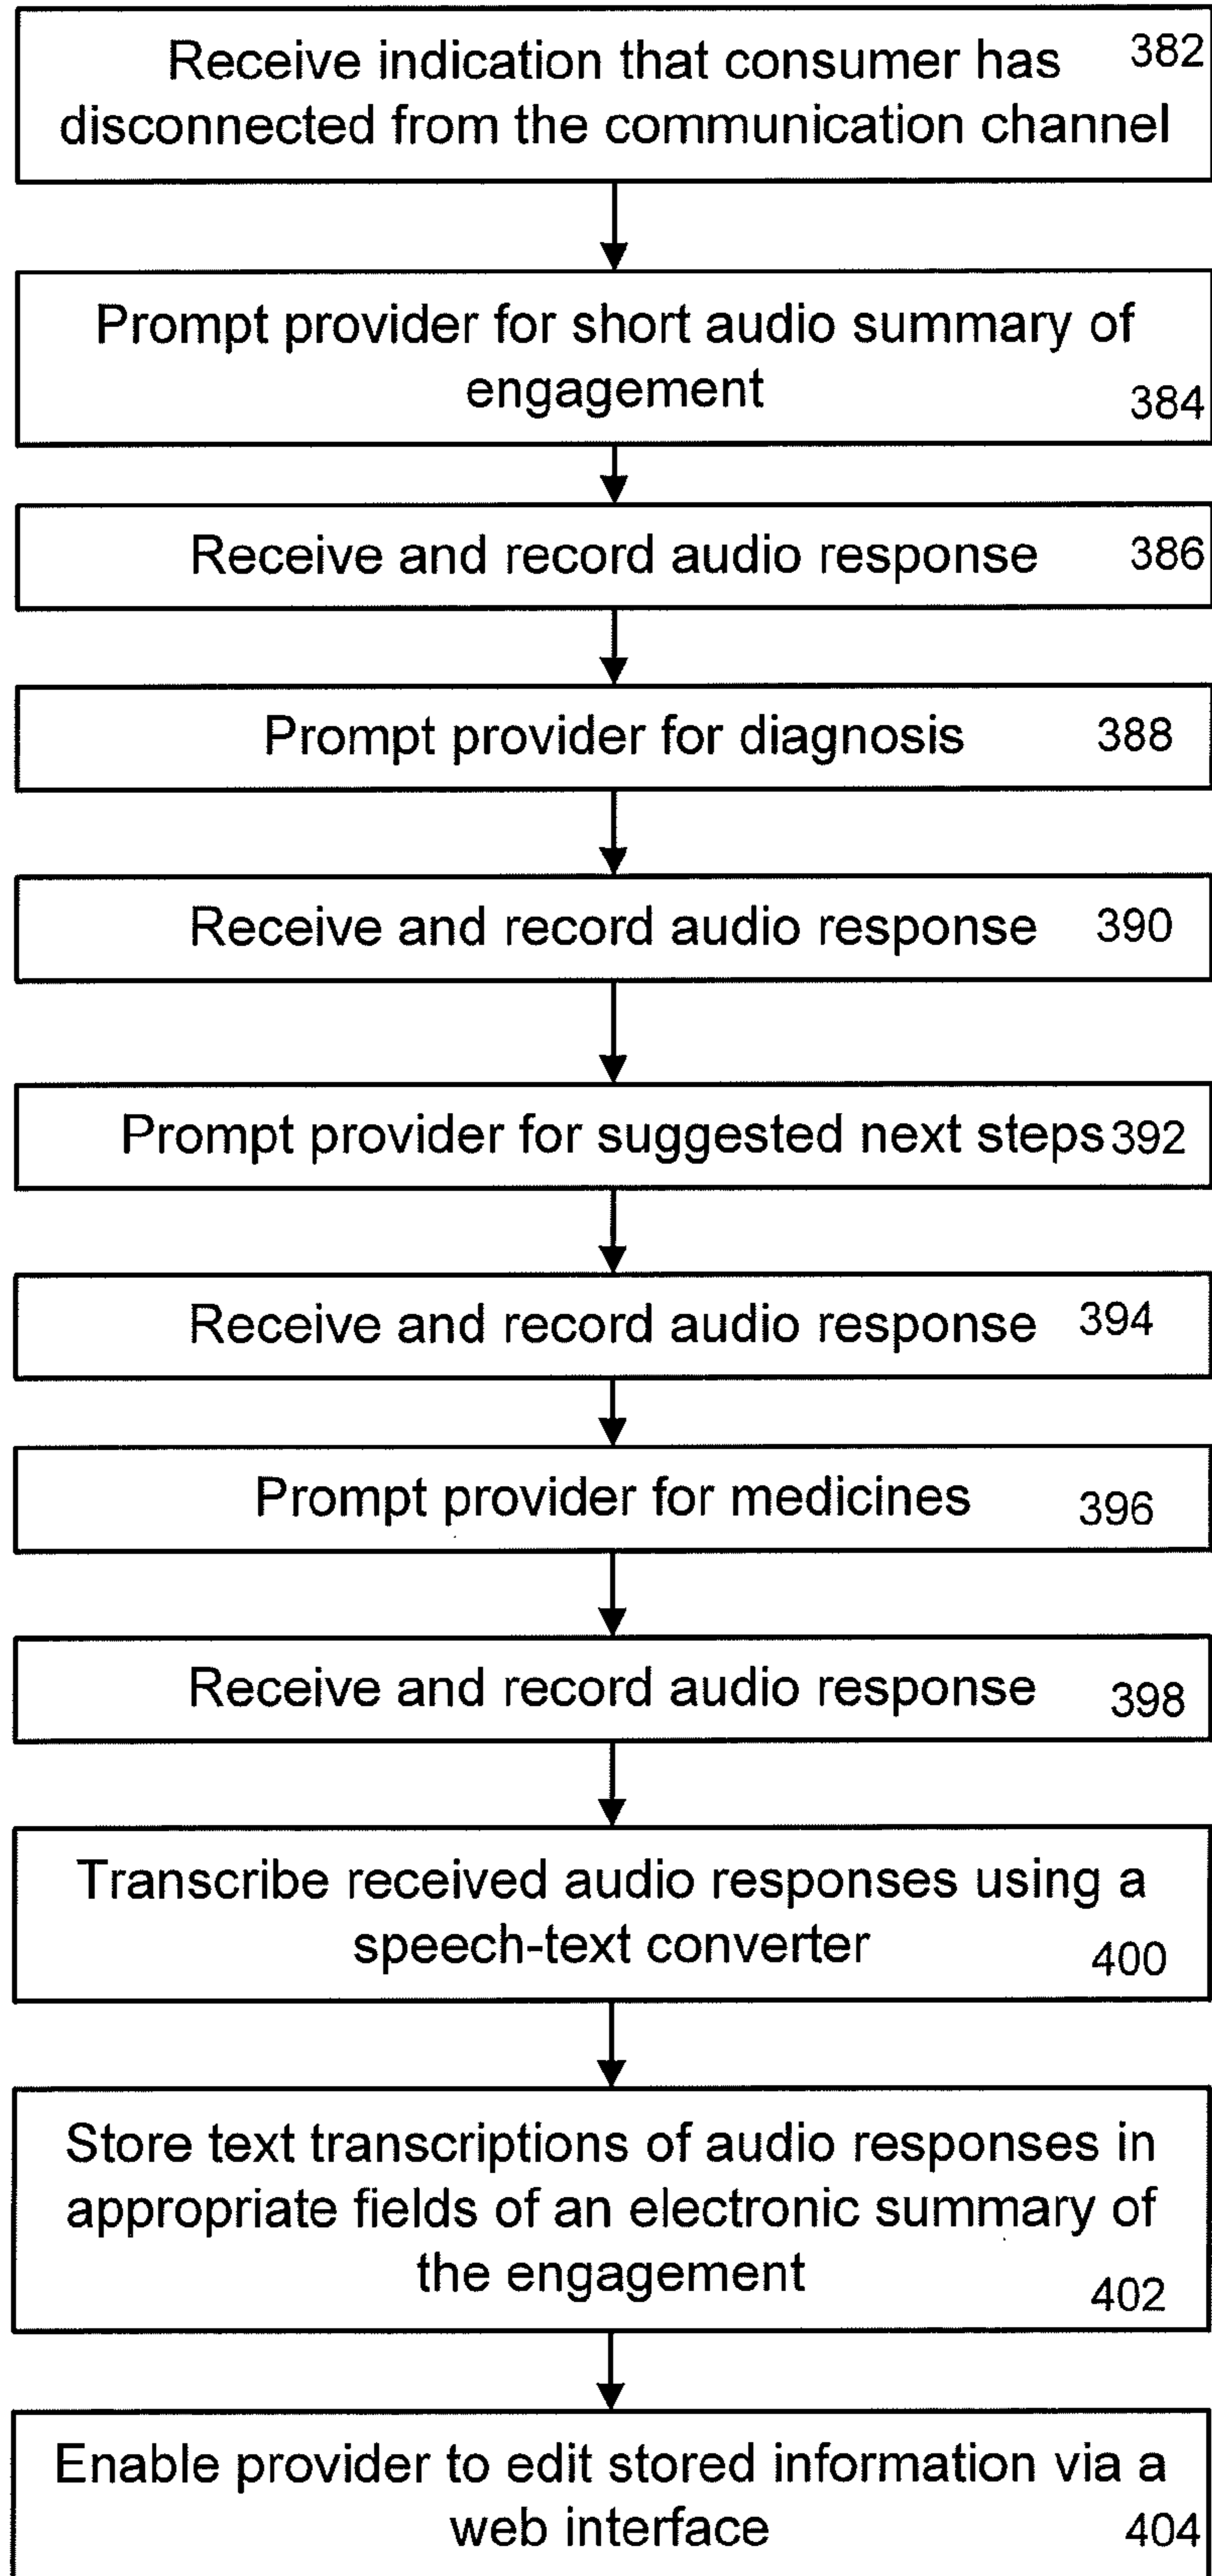 Receive indication that consumer has 382
disconnected from the communication channel
Prompt provider for short audio summary of
engagement 384
Receive and record audio response 386
Prompt provider for diagnosis 388
Receive and record audio response 390
Prompt provider for suggested next steps 392
Receive and record audio response 394
Prompt provider for medicines 396
Receive and record audio response 398
Transcribe received audio responses using a
speech-text converter 400
Store text transcriptions of audio responses in
appropriate fields of an electronic summary of
the engagement 402
Enable provider to edit stored information via a
web interface 404